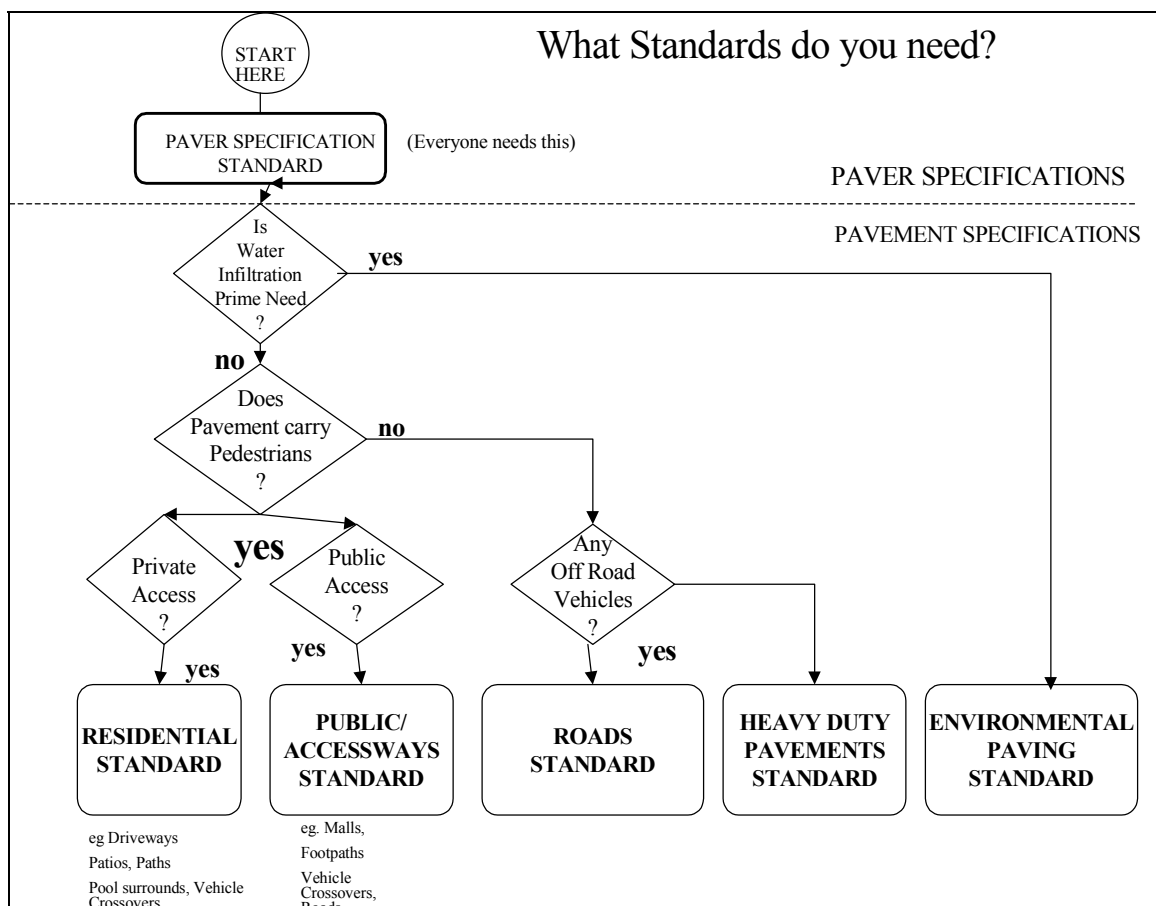 What Standards do you need?
START
HERE
PAVER SPECIFICATION
STANDARD
(Everyone needs this)
PAVER SPECIFICATIONS
PAVEMENT SPECIFICATIONS
Is
Water
Infiltration
Prime Need
?
yes
no
Does
Pavement carry
Pedestrians
?
no
yes
Private
Access
?
Public
Access
?
Any
Off Road
Vehicles
?
yes
yes
yes
RESIDENTIAL
STANDARD
PUBLIC/
ACCESSWAYS
STANDARD
ROADS
STANDARD
HEAVY DUTY
PAVEMENTS
STANDARD
ENVIRONMENTAL
PAVING
STANDARD
eg Driveways
Patios, Paths
Pool surrounds, Vehicle
Crossovers
eg. Malls,
Footpaths
Vehicle
Crossovers,